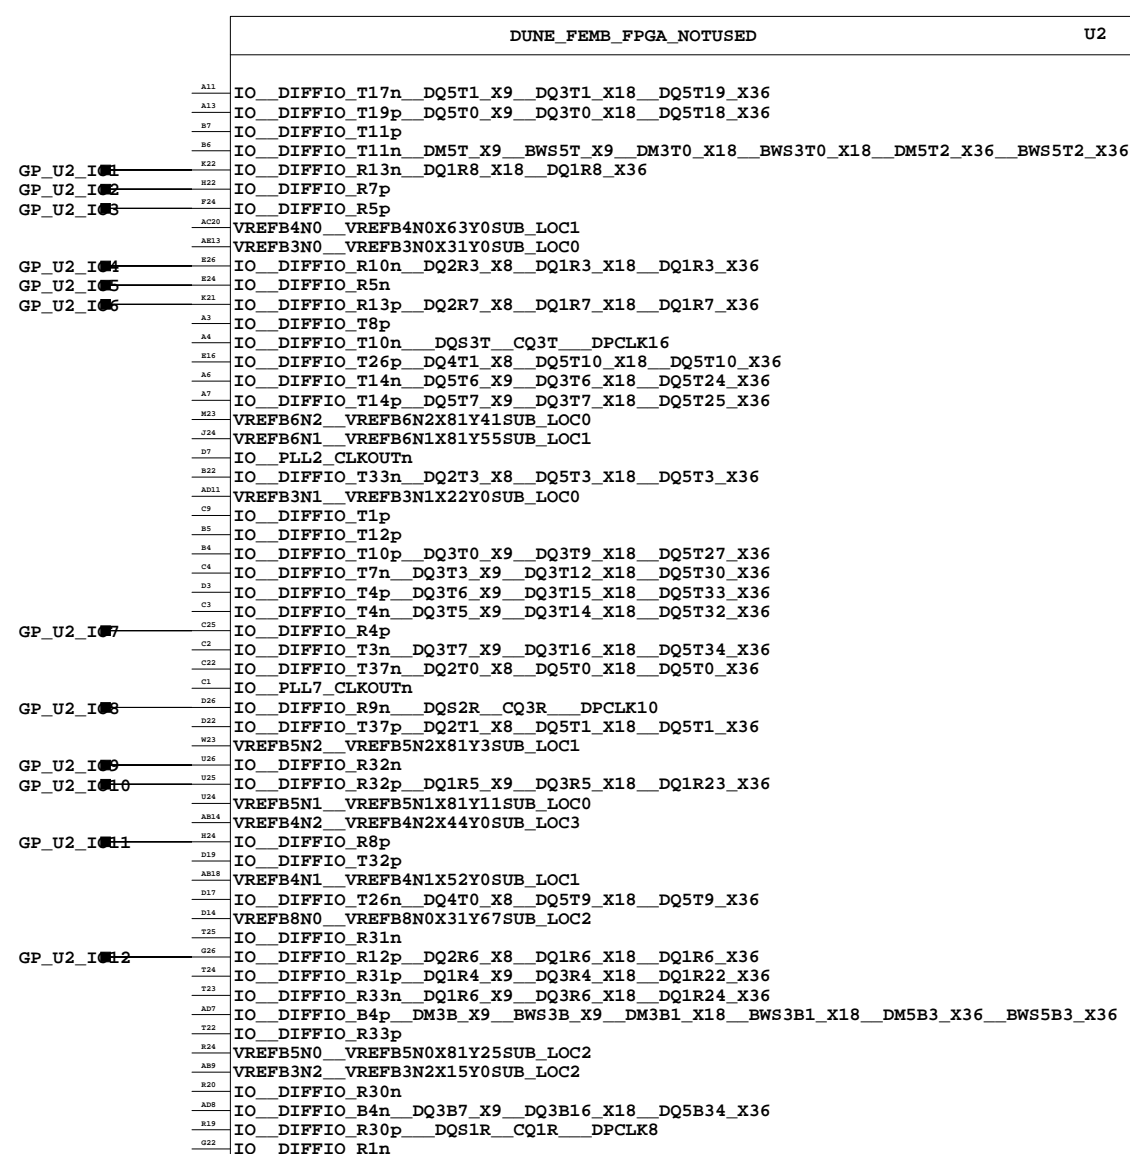 DUNE_FEMB_FPGA_NOTUSED U2
A11 IO__DIFFIO_T17n__DQ5T1_X9__DQ3T1_X18__DQ5T19_X36
A13 IO__DIFFIO_T19p__DQ5T0_X9__DQ3T0_X18__DQ5T18_X36
B7 IO__DIFFIO_T11p
B6 IO__DIFFIO_T11n__DM5T_X9__BWS5T_X9__DM3T0_X18__BWS3T0_X18__DM5T2_X36__BWS5T2_X36
GP_U2_IO1 K22 IO__DIFFIO_R13n__DQ1R8_X18__DQ1R8_X36
GP_U2_IO2 H22 IO__DIFFIO_R7p
GP_U2_IO3 F24 IO__DIFFIO_R5p
AC20 VREFB4N0__VREFB4N0X63Y0SUB_LOC1
AE13 VREFB3N0__VREFB3N0X31Y0SUB_LOC0
GP_U2_IO4 E26 IO__DIFFIO_R10n__DQ2R3_X8__DQ1R3_X18__DQ1R3_X36
GP_U2_IO5 E24 IO__DIFFIO_R5n
GP_U2_IO6 K21 IO__DIFFIO_R13p__DQ2R7_X8__DQ1R7_X18__DQ1R7_X36
A3 IO__DIFFIO_T8p
A4 IO__DIFFIO_T10n___DQS3T__CQ3T___DPCLK16
E16 IO__DIFFIO_T26p__DQ4T1_X8__DQ5T10_X18__DQ5T10_X36
A6 IO__DIFFIO_T14n__DQ5T6_X9__DQ3T6_X18__DQ5T24_X36
A7 IO__DIFFIO_T14p__DQ5T7_X9__DQ3T7_X18__DQ5T25_X36
M23 VREFB6N2__VREFB6N2X81Y41SUB_LOC0
J24 VREFB6N1__VREFB6N1X81Y55SUB_LOC1
D7 IO__PLL2_CLKOUTn
B22 IO__DIFFIO_T33n__DQ2T3_X8__DQ5T3_X18__DQ5T3_X36
AD11 VREFB3N1__VREFB3N1X22Y0SUB_LOC0
C9 IO__DIFFIO_T1p
B5 IO__DIFFIO_T12p
B4 IO__DIFFIO_T10p__DQ3T0_X9__DQ3T9_X18__DQ5T27_X36
C4 IO__DIFFIO_T7n__DQ3T3_X9__DQ3T12_X18__DQ5T30_X36
D3 IO__DIFFIO_T4p__DQ3T6_X9__DQ3T15_X18__DQ5T33_X36
C3 IO__DIFFIO_T4n__DQ3T5_X9__DQ3T14_X18__DQ5T32_X36
GP_U2_IO7 C25 IO__DIFFIO_R4p
C2 IO__DIFFIO_T3n__DQ3T7_X9__DQ3T16_X18__DQ5T34_X36
C22 IO__DIFFIO_T37n__DQ2T0_X8__DQ5T0_X18__DQ5T0_X36
C1 IO__PLL7_CLKOUTn
GP_U2_IO8 D26 IO__DIFFIO_R9n___DQS2R__CQ3R___DPCLK10
D22 IO__DIFFIO_T37p__DQ2T1_X8__DQ5T1_X18__DQ5T1_X36
W23 VREFB5N2__VREFB5N2X81Y3SUB_LOC1
GP_U2_IO9 U26 IO__DIFFIO_R32n
GP_U2_IO10 U25 IO__DIFFIO_R32p__DQ1R5_X9__DQ3R5_X18__DQ1R23_X36
U24 VREFB5N1__VREFB5N1X81Y11SUB_LOC0
AB14 VREFB4N2__VREFB4N2X44Y0SUB_LOC3
GP_U2_IO11 H24 IO__DIFFIO_R8p
D19 IO__DIFFIO_T32p
AB18 VREFB4N1__VREFB4N1X52Y0SUB_LOC1
D17 IO__DIFFIO_T26n__DQ4T0_X8__DQ5T9_X18__DQ5T9_X36
D14 VREFB8N0__VREFB8N0X31Y67SUB_LOC2
T25 IO__DIFFIO_R31n
GP_U2_IO12 G26 IO__DIFFIO_R12p__DQ2R6_X8__DQ1R6_X18__DQ1R6_X36
T24 IO__DIFFIO_R31p__DQ1R4_X9__DQ3R4_X18__DQ1R22_X36
T23 IO__DIFFIO_R33n__DQ1R6_X9__DQ3R6_X18__DQ1R24_X36
AD7 IO__DIFFIO_B4p__DM3B_X9__BWS3B_X9__DM3B1_X18__BWS3B1_X18__DM5B3_X36__BWS5B3_X36
T22 IO__DIFFIO_R33p
R24 VREFB5N0__VREFB5N0X81Y25SUB_LOC2
AB9 VREFB3N2__VREFB3N2X15Y0SUB_LOC2
R20 IO__DIFFIO_R30n
AD8 IO__DIFFIO_B4n__DQ3B7_X9__DQ3B16_X18__DQ5B34_X36
R19 IO__DIFFIO_R30p___DQS1R__CQ1R___DPCLK8
G22 IO__DIFFIO_R1n